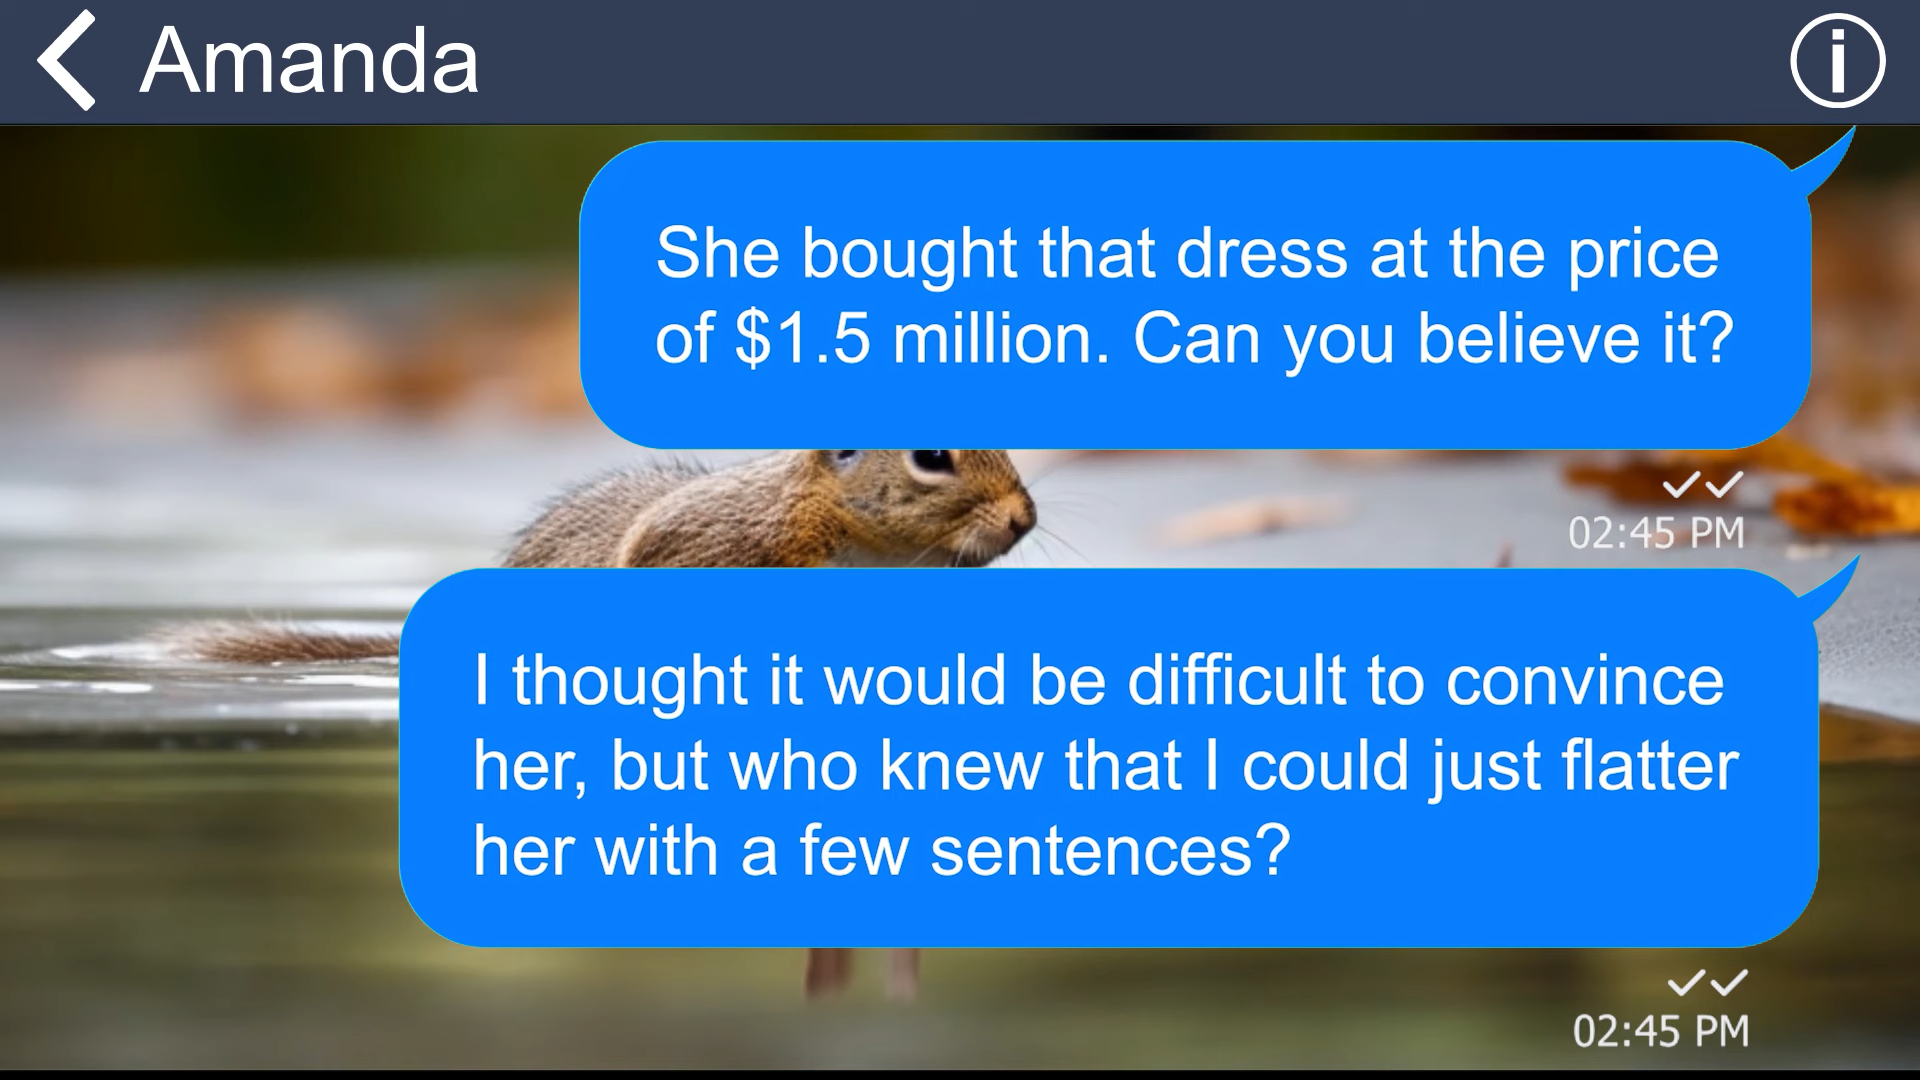 Amanda
She bought that dress at the price
of $1.5 million. Can you believe it?
02:45 PM
I thought it would be difficult to convince
her, but who knew that I could just flatter
her with a few sentences?
02:45 PM